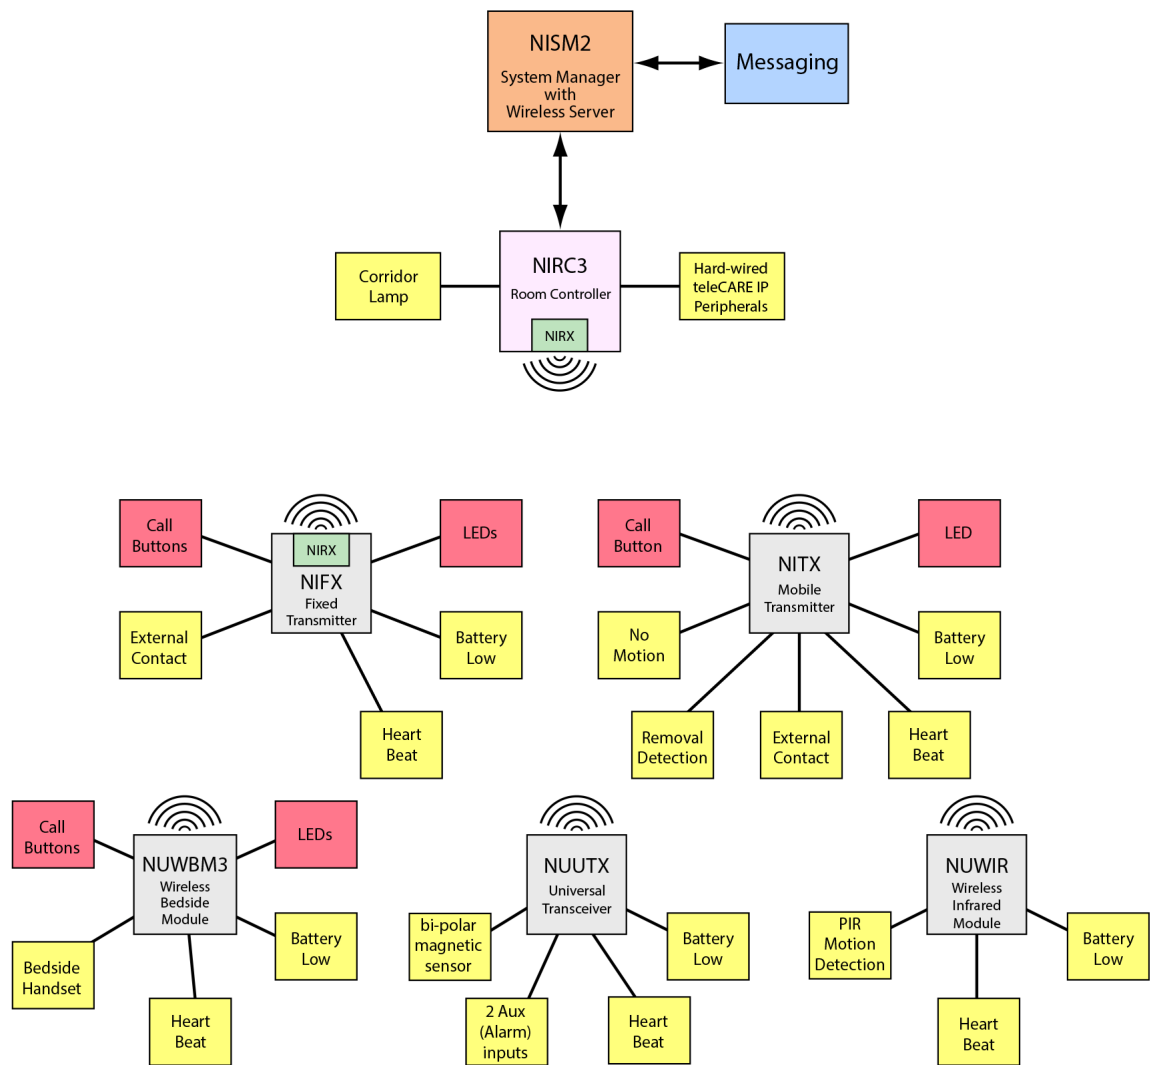 NISM2
System Manager
with
Wireless Server
Messaging
Corridor
Lamp
NIRC3
Room Controller
NIRX
Hard-wired
teleCARE IP
Peripherals
Call
Buttons
NIRX
NIFX
Fixed
Transmitter
LEDs
External
Contact
Battery
Low
Heart
Beat
Call
Button
NITX
Mobile
Transmitter
LED
No
Motion
Battery
Low
Removal
Detection
External
Contact
Heart
Beat
Call
Buttons
NUWBM3
Wireless
Bedside
Module
LEDs
Bedside
Handset
Battery
Low
Heart
Beat
NUUTX
Universal
Transceiver
bi-polar
magnetic
sensor
Battery
Low
2 Aux
(Alarm)
inputs
Heart
Beat
NUWIR
Wireless
Infrared
Module
PIR
Motion
Detection
Battery
Low
Heart
Beat